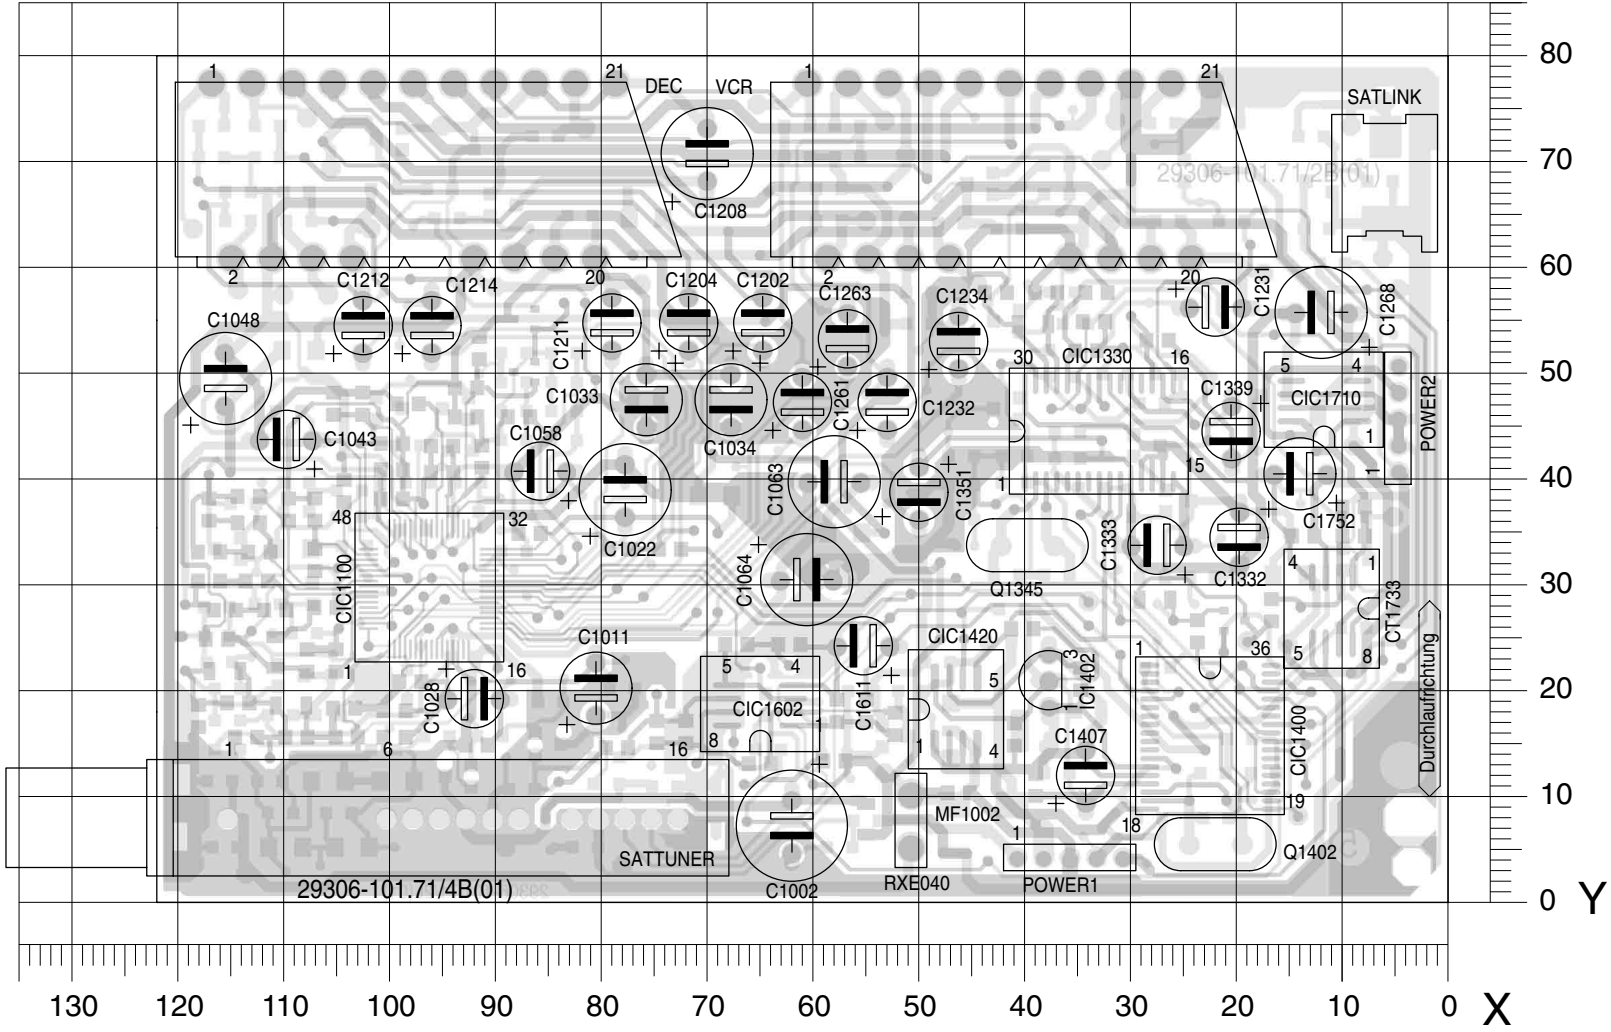 80
1
21
DEC
VCR
1
21
SATLINK
70
29306-101.71/2B(01)
C1208
60
2
C1212
C1214
20
C1204
C1202
2
C1263
C1234
20
C1231
C1268
C1048
C1211
30
CIC1330
16
5
4
50
C1033
C1261
C1232
C1339
CIC1710
POWER2
C1043
C1058
C1034
1
15
1
40
C1063
1
C1351
48
32
C1022
C1333
C1752
C1332
4
1
CIC1100
C1064
Q1345
30
CT1733
C1011
CIC1420
3
1
36
5
8
1
16
5
4
IC1402
5
Durchlaufrichtung
20
C1028
CIC1602
1
C1611
1
8
1
4
C1407
CIC1400
1
6
16
19
10
MF1002
1
18
SATTUNER
Q1402
29306-101.71/4B(01)
C1002
RXE040
POWER1
0
Y
130
120
110
100
90
80
70
60
50
40
30
20
10
0
X